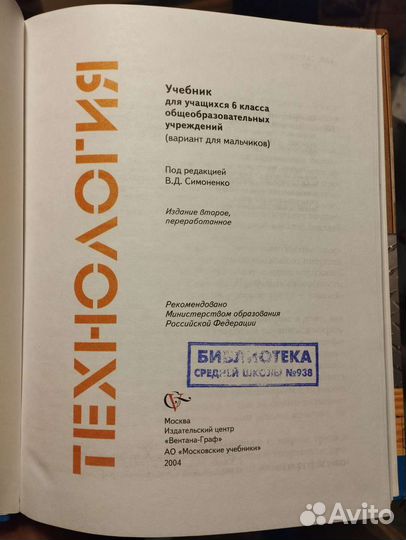 ТЕХНОЛОГИЯ
Учебник
для учащихся 6 класса
общеобразовательных
учреждений
(вариант для мальчиков)
Под редакцией
В.Д. Симоненко
Издание второе,
переработанное
Рекомендовано
Министерством образования
Российской Федерации
БИБЛИОТЕКА
СРЕДНЕЙ ШКОЛЫ №938
Москва
Издательский центр
«Вентана-Граф»
АО «Московские учебники»
2004
Avito